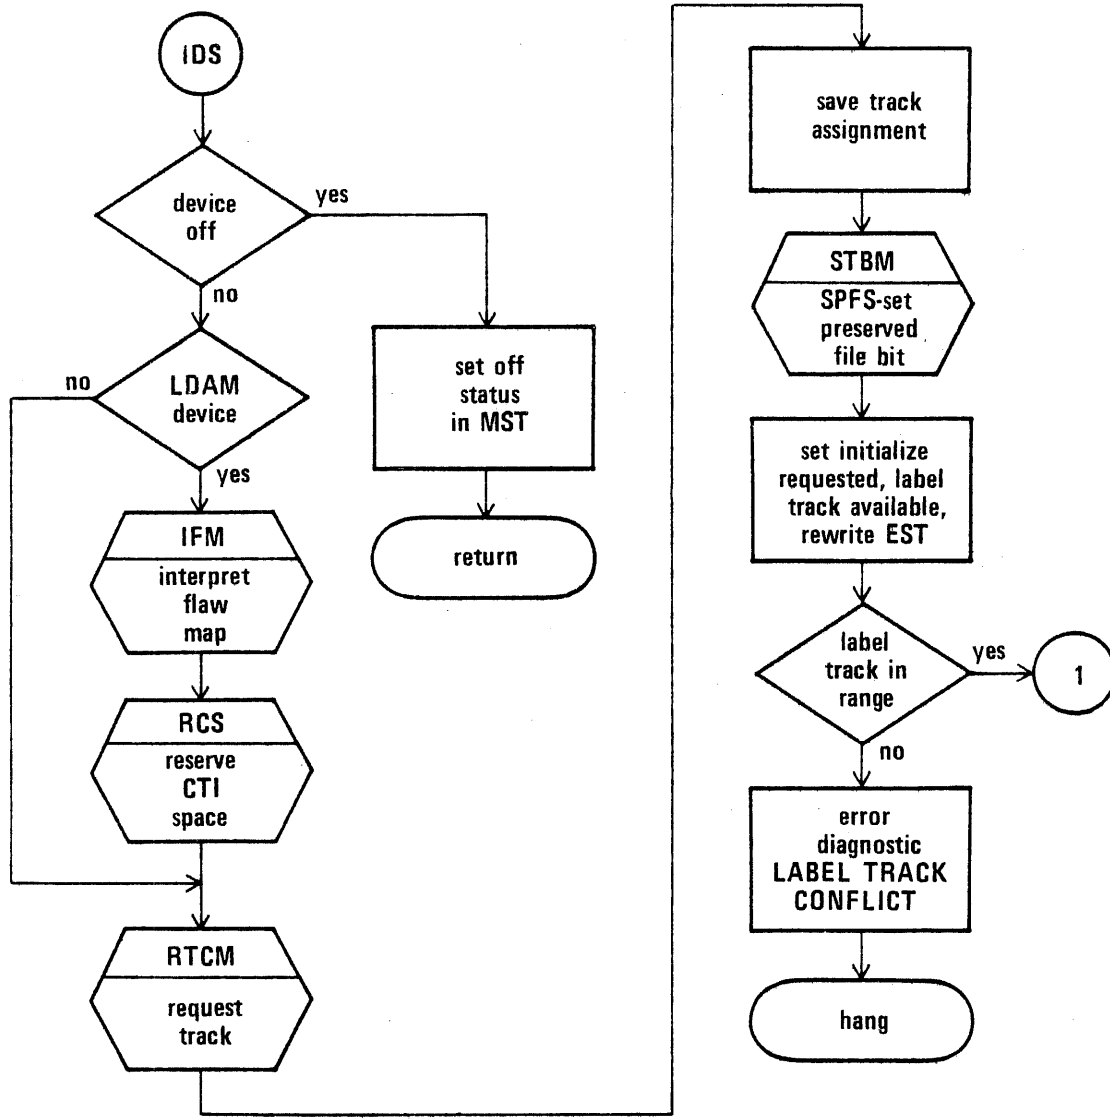 IDS
device
off
yes
no
LDAM
device
no
yes
set off
status
in MST
return
IFM
interpret
flaw
map
RCS
reserve
CTI
space
RTCM
request
track
save track
assignment
STBM
SPFS-set
preserved
file bit
set initialize
requested, label
track available,
rewrite EST
label
track in
range
yes
1
no
error
diagnostic
LABEL TRACK
CONFLICT
hang